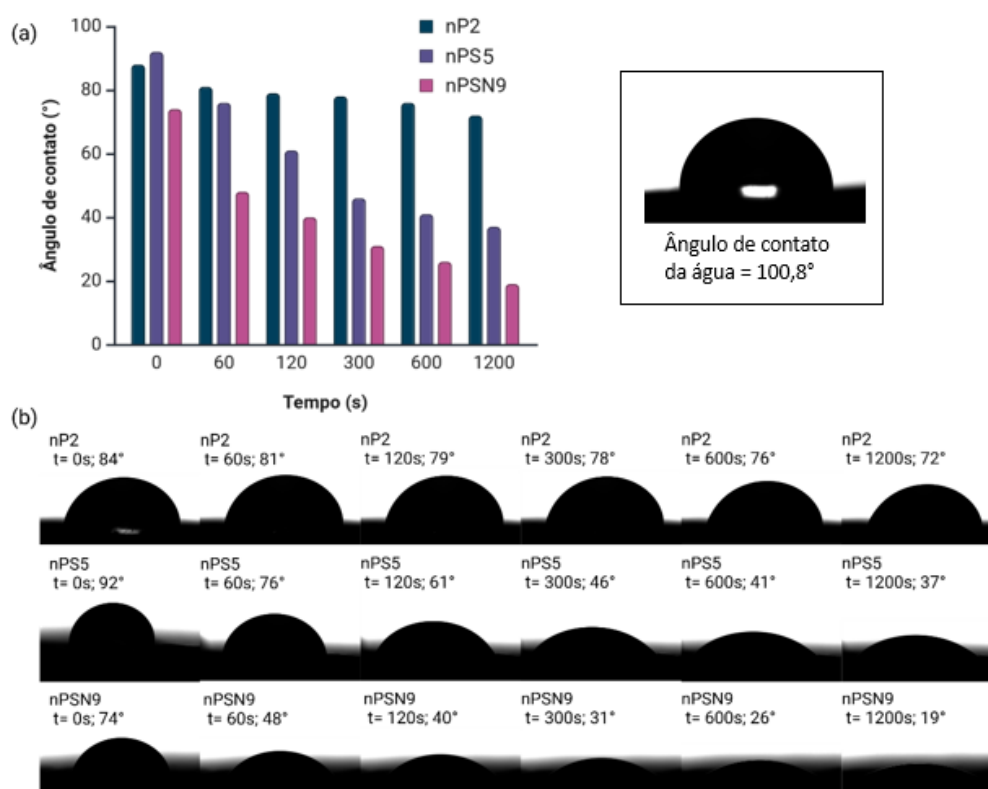 (a)
100
80
60
40
20
0
Ângulo de contato (°)
nP2
nPS5
nPSN9
0 60 120 300 600 1200
Tempo (s)
Ângulo de contato
da água = 100,8°
(b)
nP2 nP2 nP2 nP2 nP2 nP2
t= 0s; 84° t= 60s; 81° t= 120s; 79° t= 300s; 78° t= 600s; 76° t= 1200s; 72°
nPS5 nPS5 nPS5 nPS5 nPS5 nPS5
t= 0s; 92° t= 60s; 76° t= 120s; 61° t= 300s; 46° t= 600s; 41° t= 1200s; 37°
nPSN9 nPSN9 nPSN9 nPSN9 nPSN9 nPSN9
t= 0s; 74° t= 60s; 48° t= 120s; 40° t= 300s; 31° t= 600s; 26° t= 1200s; 19°